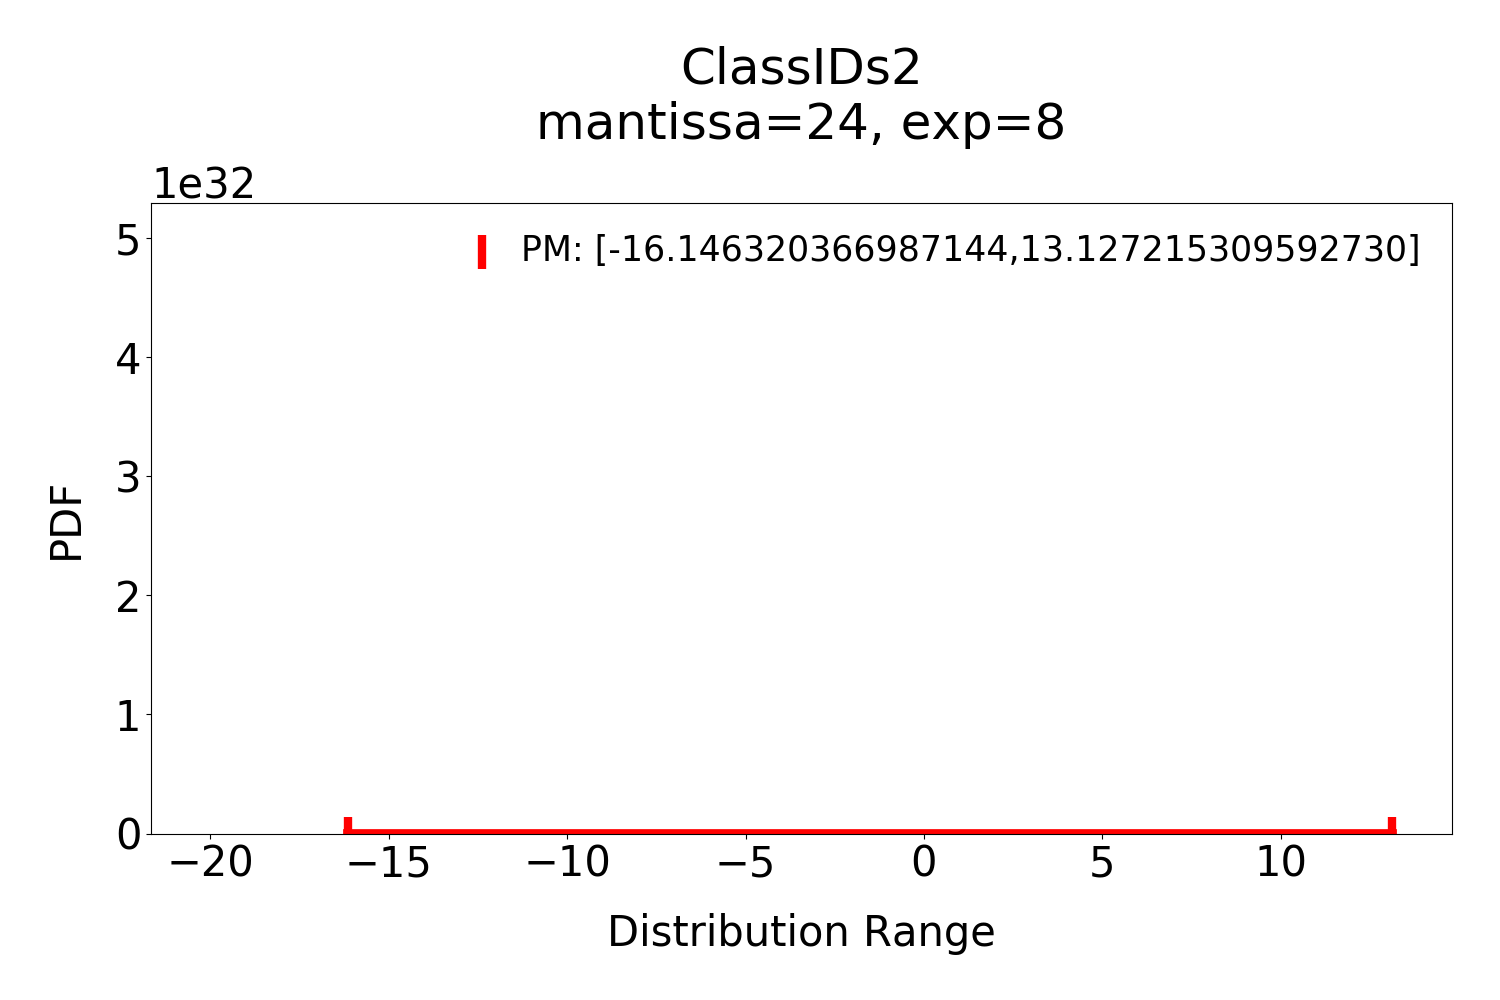 ClassIDs2
mantissa=24, exp=8
1e32
PM: [-16.146320366987144,13.127215309592730]
5
4
3
2
1
0
PDF
−20 −15 −10 −5 0 5 10
Distribution Range